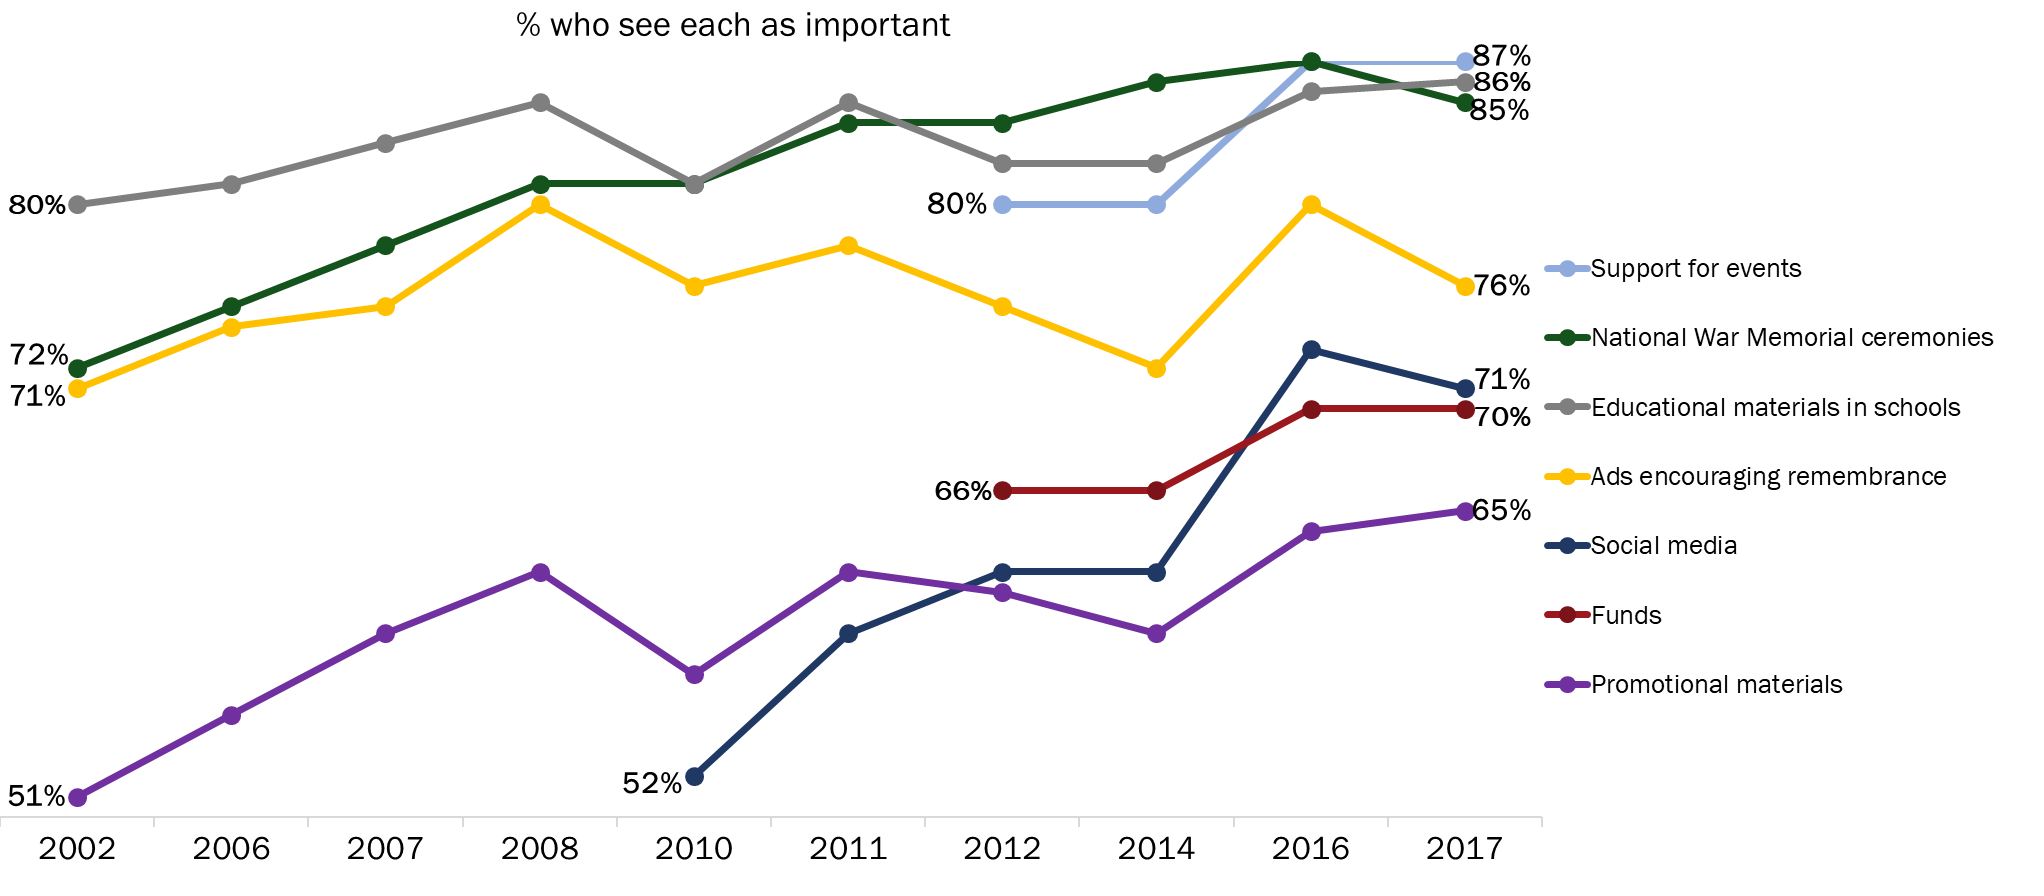 % who see each as important
87%
86%
85%
80%
80%
76%
72%
71%
71%
70%
66%
65%
52%
51%
Support for events
National War Memorial ceremonies
Educational materials in schools
Ads encouraging remembrance
Social media
Funds
Promotional materials
2002 2006 2007 2008 2010 2011 2012 2014 2016 2017